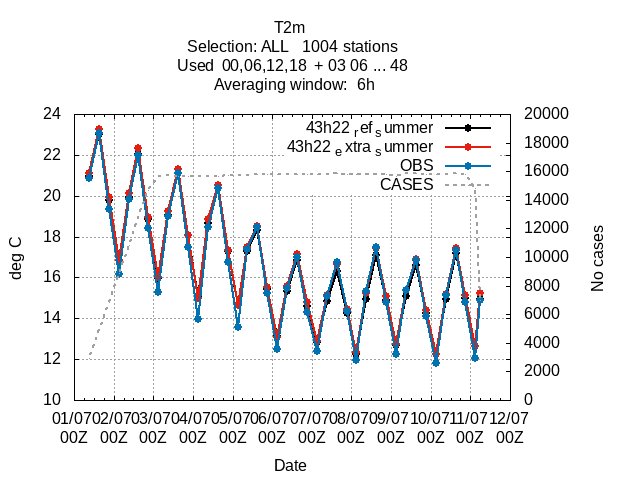 T2m
Selection: ALL 1004 stations
Used 00,06,12,18 + 03 06 ... 48
Averaging window: 6h
24 20000
43h22 ref summer 18000
43h22 extra summer
22 OBS 16000
CASES
20 14000
18 12000
deg C No cases
16 10000
14 8000
6000
12 4000
2000
10 0
01/07 02/07 03/07 04/07 05/07 06/07 07/07 08/07 09/07 10/07 11/07 12/07
00Z 00Z 00Z 00Z 00Z 00Z 00Z 00Z 00Z 00Z 00Z 00Z
Date